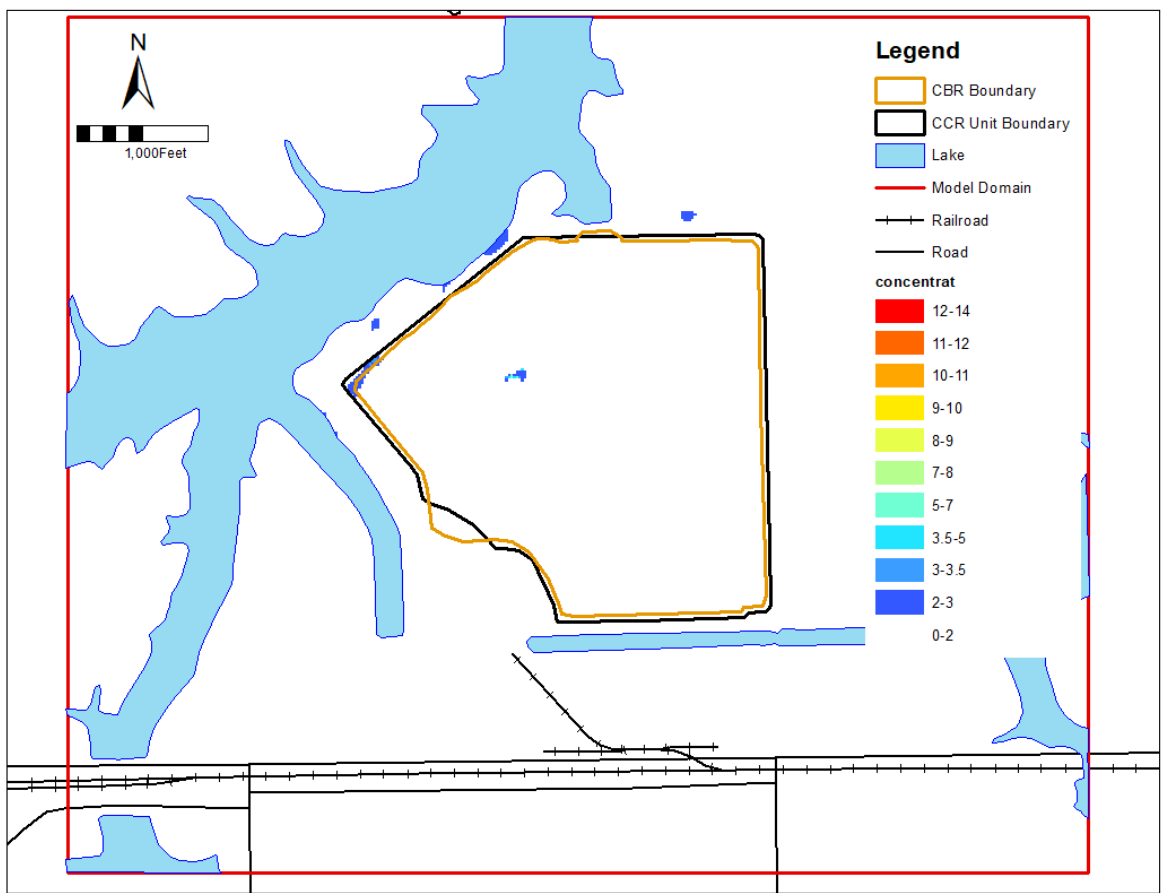 N
1,000Feet
Legend
CBR Boundary
CCR Unit Boundary
Lake
Model Domain
Railroad
Road
concentrat
12-14
11-12
10-11
9-10
8-9
7-8
5-7
3.5-5
3-3.5
2-3
0-2